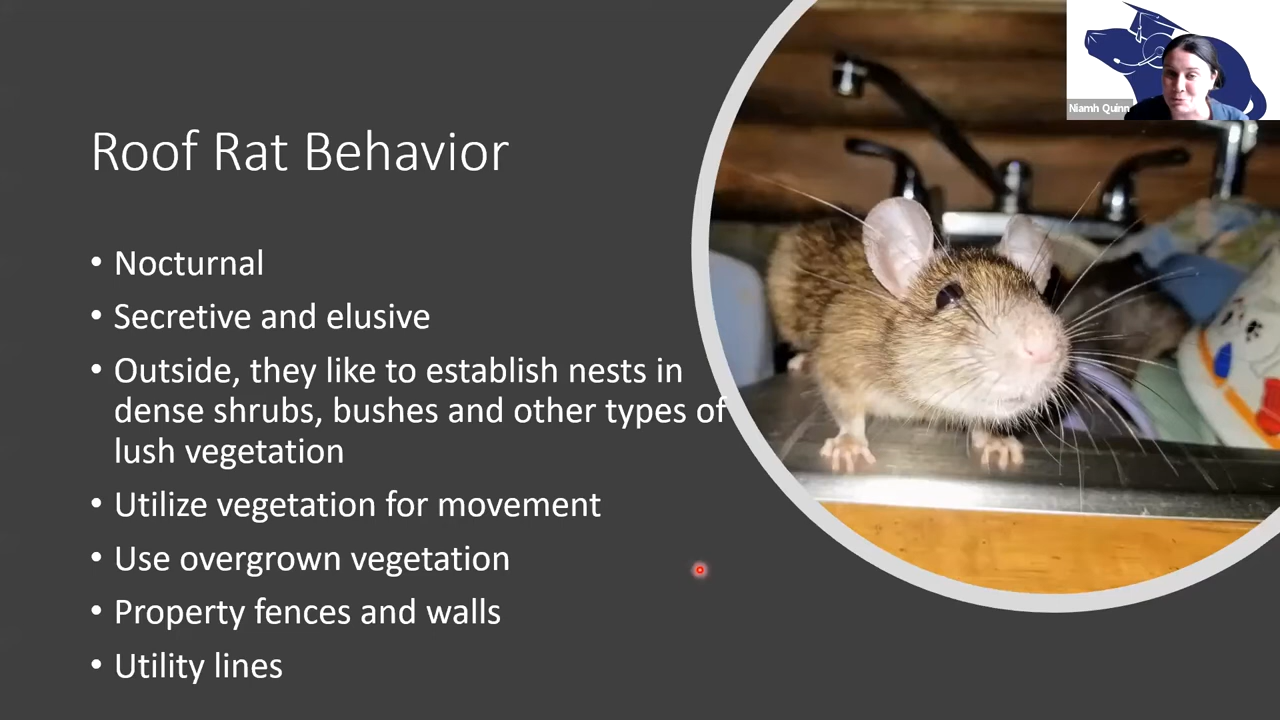 Niamh Quinn
Roof Rat Behavior
• Nocturnal
• Secretive and elusive
• Outside, they like to establish nests in
dense shrubs, bushes and other types of
lush vegetation
• Utilize vegetation for movement
• Use overgrown vegetation
• Property fences and walls
• Utility lines